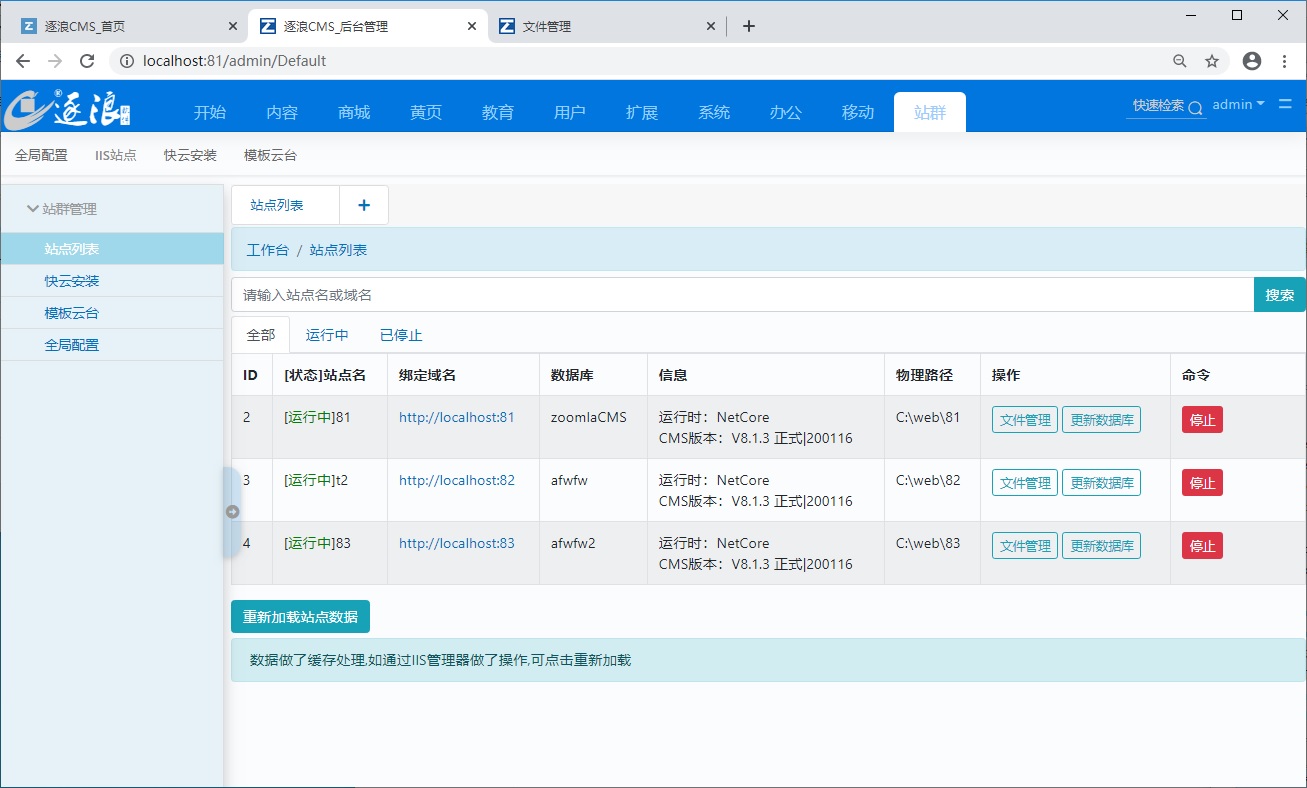 逐浪CMS_首页
逐浪CMS_后台管理
文件管理
localhost:81/admin/Default
逐浪
开始 内容 商城 黄页 教育 用户 扩展 系统 办公 移动 站群
快速检索
admin
全局配置 IIS站点 快云安装 模板云台
站群管理
站点列表
快云安装
模板云台
全局配置
站点列表 +
工作台 / 站点列表
请输入站点名或域名 搜索
全部 运行中 已停止
ID [状态]站点名 绑定域名 数据库 信息 物理路径 操作 命令
2 [运行中]81 http://localhost:81 zoomlaCMS 运行时：NetCore C:\web\81 文件管理 更新数据库 停止
CMS版本：V8.1.3 正式|200116
3 [运行中]t2 http://localhost:82 afwfw 运行时：NetCore C:\web\82 文件管理 更新数据库 停止
CMS版本：V8.1.3 正式|200116
4 [运行中]83 http://localhost:83 afwfw2 运行时：NetCore C:\web\83 文件管理 更新数据库 停止
CMS版本：V8.1.3 正式|200116
重新加载站点数据
数据做了缓存处理,如通过IIS管理器做了操作,可点击重新加载